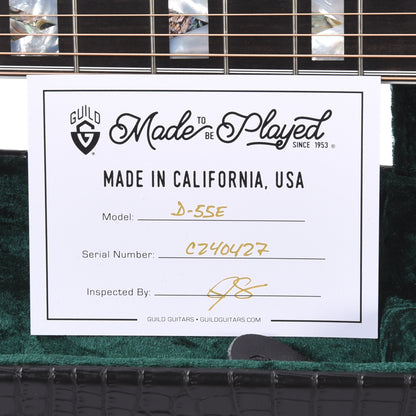 GUILD
G
Made TO BE Played
SINCE 1953 ®
MADE IN CALIFORNIA, USA
Model: D-55E
Serial Number: C240427
Inspected By:
GUILD GUITARS • GUILDGUITARS.COM